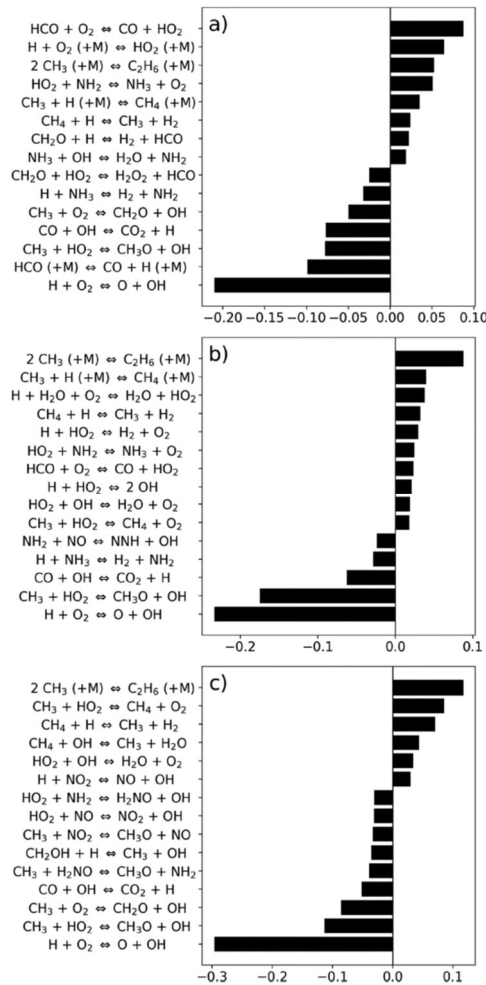 a)
HCO + O₂ ⇔ CO + HO₂
H + O₂ (+M) ⇔ HO₂ (+M)
2 CH₃ (+M) ⇔ C₂H₆ (+M)
HO₂ + NH₂ ⇔ NH₃ + O₂
CH₃ + H (+M) ⇔ CH₄ (+M)
CH₄ + H ⇔ CH₃ + H₂
CH₂O + H ⇔ H₂ + HCO
NH₃ + OH ⇔ H₂O + NH₂
CH₂O + HO₂ ⇔ H₂O₂ + HCO
H + NH₃ ⇔ H₂ + NH₂
CH₃ + O₂ ⇔ CH₂O + OH
CO + OH ⇔ CO₂ + H
CH₃ + HO₂ ⇔ CH₃O + OH
HCO (+M) ⇔ CO + H (+M)
H + O₂ ⇔ O + OH
−0.20 −0.15 −0.10 −0.05 0.00 0.05 0.10
b)
2 CH₃ (+M) ⇔ C₂H₆ (+M)
CH₃ + H (+M) ⇔ CH₄ (+M)
H + H₂O + O₂ ⇔ H₂O + HO₂
CH₄ + H ⇔ CH₃ + H₂
H + HO₂ ⇔ H₂ + O₂
HO₂ + NH₂ ⇔ NH₃ + O₂
HCO + O₂ ⇔ CO + HO₂
H + HO₂ ⇔ 2 OH
HO₂ + OH ⇔ H₂O + O₂
CH₃ + HO₂ ⇔ CH₄ + O₂
NH₂ + NO ⇔ NNH + OH
H + NH₃ ⇔ H₂ + NH₂
CO + OH ⇔ CO₂ + H
CH₃ + HO₂ ⇔ CH₃O + OH
H + O₂ ⇔ O + OH
−0.2 −0.1 0.0 0.1
c)
2 CH₃ (+M) ⇔ C₂H₆ (+M)
CH₃ + HO₂ ⇔ CH₄ + O₂
CH₄ + H ⇔ CH₃ + H₂
CH₄ + OH ⇔ CH₃ + H₂O
HO₂ + OH ⇔ H₂O + O₂
H + NO₂ ⇔ NO + OH
HO₂ + NH₂ ⇔ H₂NO + OH
HO₂ + NO ⇔ NO₂ + OH
CH₃ + NO₂ ⇔ CH₃O + NO
CH₂OH + H ⇔ CH₃ + OH
CH₃ + H₂NO ⇔ CH₃O + NH₂
CO + OH ⇔ CO₂ + H
CH₃ + O₂ ⇔ CH₂O + OH
CH₃ + HO₂ ⇔ CH₃O + OH
H + O₂ ⇔ O + OH
−0.3 −0.2 −0.1 0.0 0.1